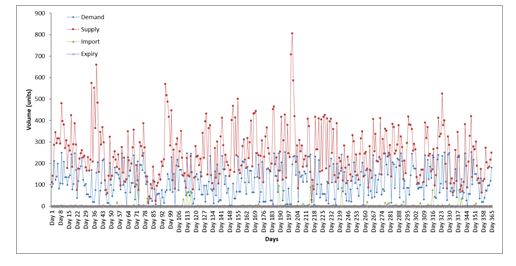 Demand
Supply
Import
Expiry
900
800
700
600
500
400
300
200
100
0
Volume (units)
Day 1
Day 8
Day 15
Day 22
Day 29
Day 36
Day 43
Day 50
Day 57
Day 64
Day 71
Day 78
Day 85
Day 92
Day 99
Day 106
Day 113
Day 120
Day 127
Day 134
Day 141
Day 148
Day 155
Day 162
Day 169
Day 176
Day 183
Day 190
Day 197
Day 204
Day 211
Day 218
Day 225
Day 232
Day 239
Day 246
Day 253
Day 260
Day 267
Day 274
Day 281
Day 288
Day 295
Day 302
Day 309
Day 316
Day 323
Day 330
Day 337
Day 344
Day 351
Day 358
Day 365
Days